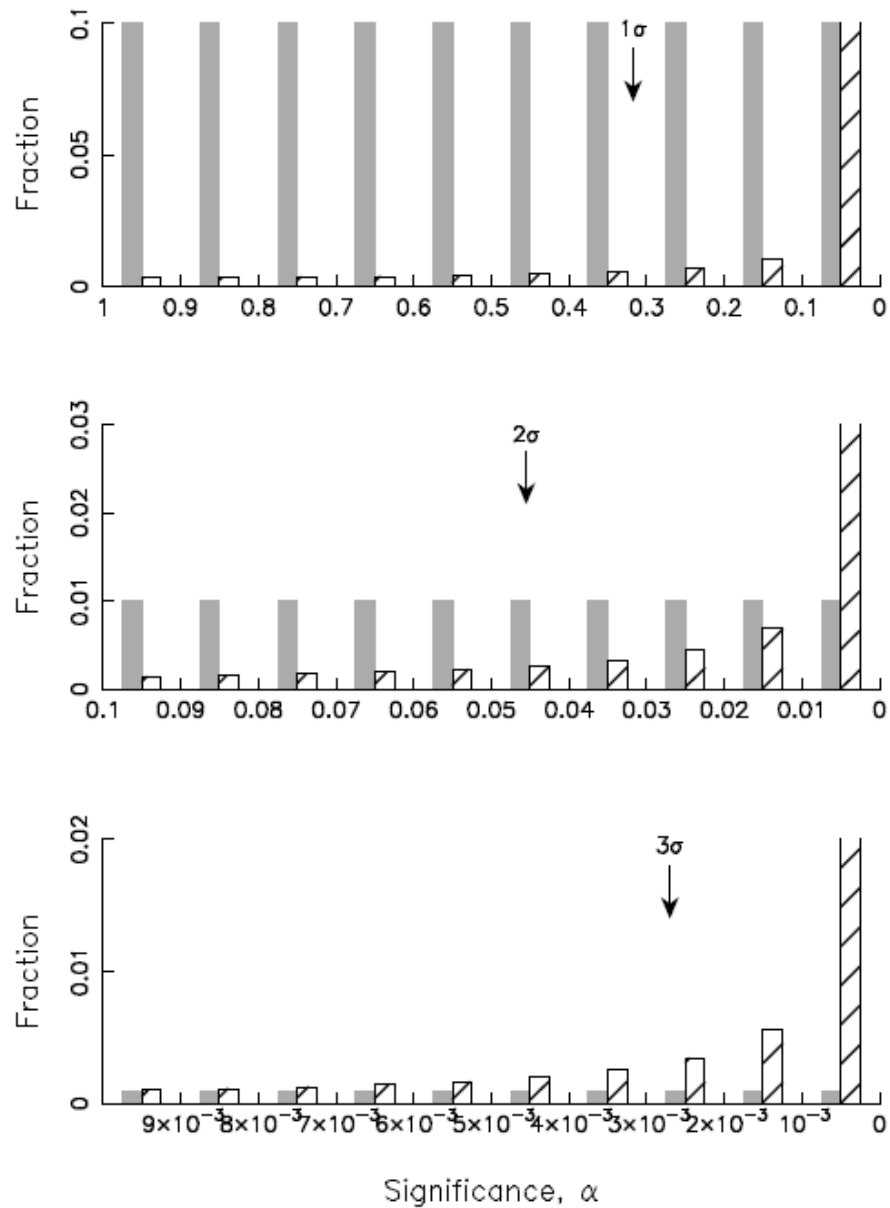 1σ
Fraction
0.1
0.05
0
1 0.9 0.8 0.7 0.6 0.5 0.4 0.3 0.2 0.1 0
2σ
Fraction
0.03
0.02
0.01
0
0.1 0.09 0.08 0.07 0.06 0.05 0.04 0.03 0.02 0.01 0
3σ
Fraction
0.02
0.01
0
9×10⁻³ 8×10⁻³ 7×10⁻³ 6×10⁻³ 5×10⁻³ 4×10⁻³ 3×10⁻³ 2×10⁻³ 10⁻³ 0
Significance, α